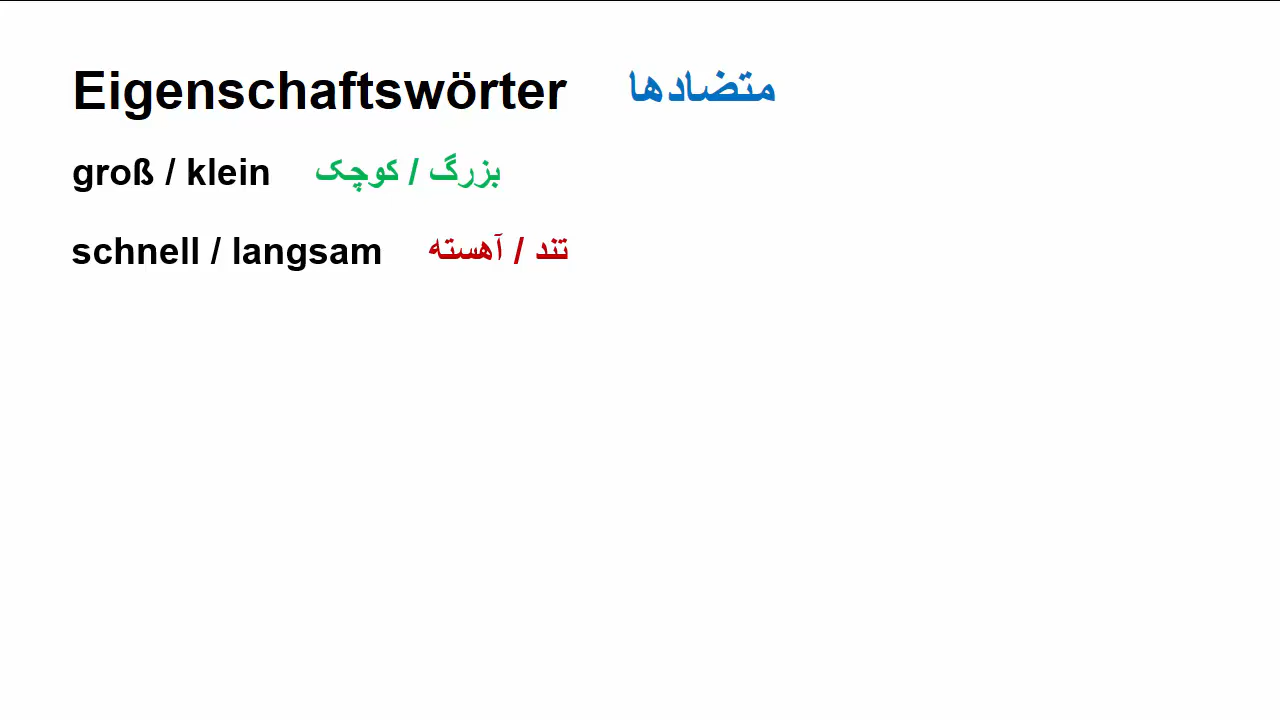 Eigenschaftswörter متضادها
groß / klein بزرگ / کوچک
schnell / langsam تند / آهسته